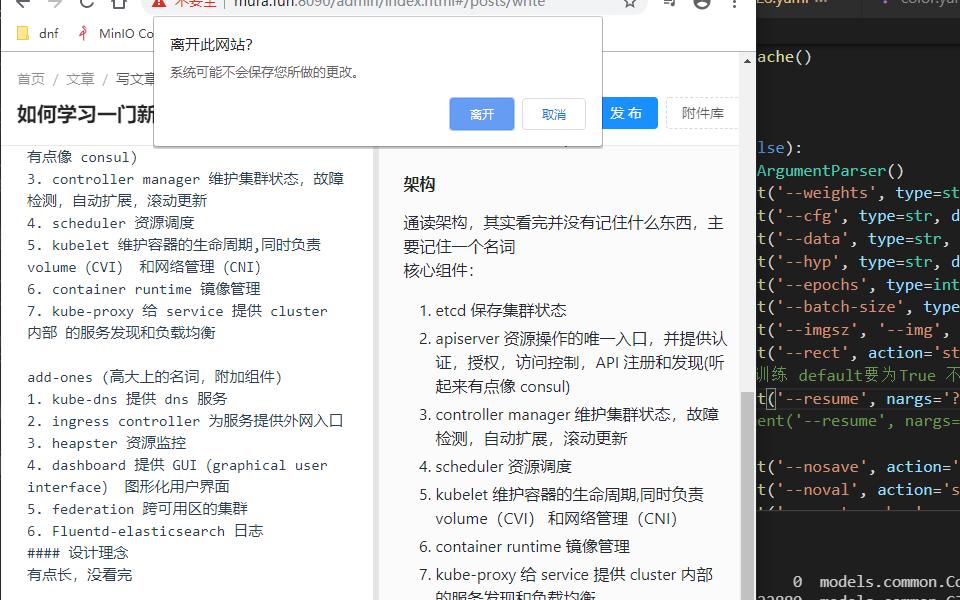 不安全 | mufa.fun:8090/admin/index.html#/posts/write
dnf MinIO Co
离开此网站?
系统可能不会保存您所做的更改。
离开 取消
首页 / 文章 / 写文章
如何学习一门新
发布 附件库
有点像 consul)
3. controller manager 维护集群状态，故障
检测，自动扩展，滚动更新
4. scheduler 资源调度
5. kubelet 维护容器的生命周期,同时负责
volume（CVI） 和网络管理（CNI）
6. container runtime 镜像管理
7. kube-proxy 给 service 提供 cluster
内部 的服务发现和负载均衡
add-ones (高大上的名词，附加组件)
1. kube-dns 提供 dns 服务
2. ingress controller 为服务提供外网入口
3. heapster 资源监控
4. dashboard 提供 GUI（graphical user
interface） 图形化用户界面
5. federation 跨可用区的集群
6. Fluentd-elasticsearch 日志
#### 设计理念
有点长，没看完
架构
通读架构，其实看完并没有记住什么东西，主
要记住一个名词
核心组件：
1. etcd 保存集群状态
2. apiserver 资源操作的唯一入口，并提供认
证，授权，访问控制，API 注册和发现(听
起来有点像 consul)
3. controller manager 维护集群状态，故障
检测，自动扩展，滚动更新
4. scheduler 资源调度
5. kubelet 维护容器的生命周期,同时负责
volume（CVI） 和网络管理（CNI）
6. container runtime 镜像管理
7. kube-proxy 给 service 提供 cluster 内部
的服务发现和负载均衡
ache()
lse):
ArgumentParser()
t('--weights', type=st
t('--cfg', type=str, d
t('--data', type=str,
t('--hyp', type=str, d
t('--epochs', type=int
t('--batch-size', type
t('--imgsz', '--img',
t('--rect', action='st
训练 default要为True 不
t('--resume', nargs='?
ent('--resume', nargs=
t('--nosave', action='
t('--noval', action='s
0 models.common.Co